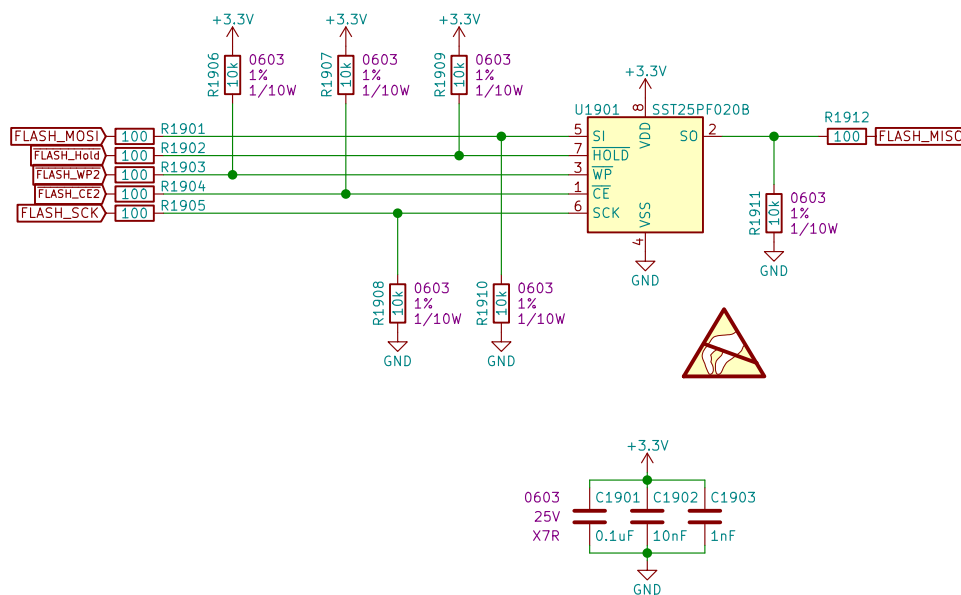 +3.3V
+3.3V
+3.3V
R1906
10k
0603
1%
1/10W
R1907
10k
0603
1%
1/10W
R1909
10k
0603
1%
1/10W
+3.3V
U1901
SST25PF020B
8
VDD
5
SI
7
HOLD
3
WP
1
CE
6
SCK
SO
2
VSS
4
GND
FLASH_MOSI
100
R1901
FLASH_Hold
100
R1902
FLASH_WP2
100
R1903
FLASH_CE2
100
R1904
FLASH_SCK
100
R1905
R1912
100
FLASH_MISO
R1911
10k
0603
1%
1/10W
GND
R1908
10k
0603
1%
1/10W
GND
R1910
10k
0603
1%
1/10W
GND
+3.3V
0603
25V
X7R
C1901
0.1uF
C1902
10nF
C1903
1nF
GND